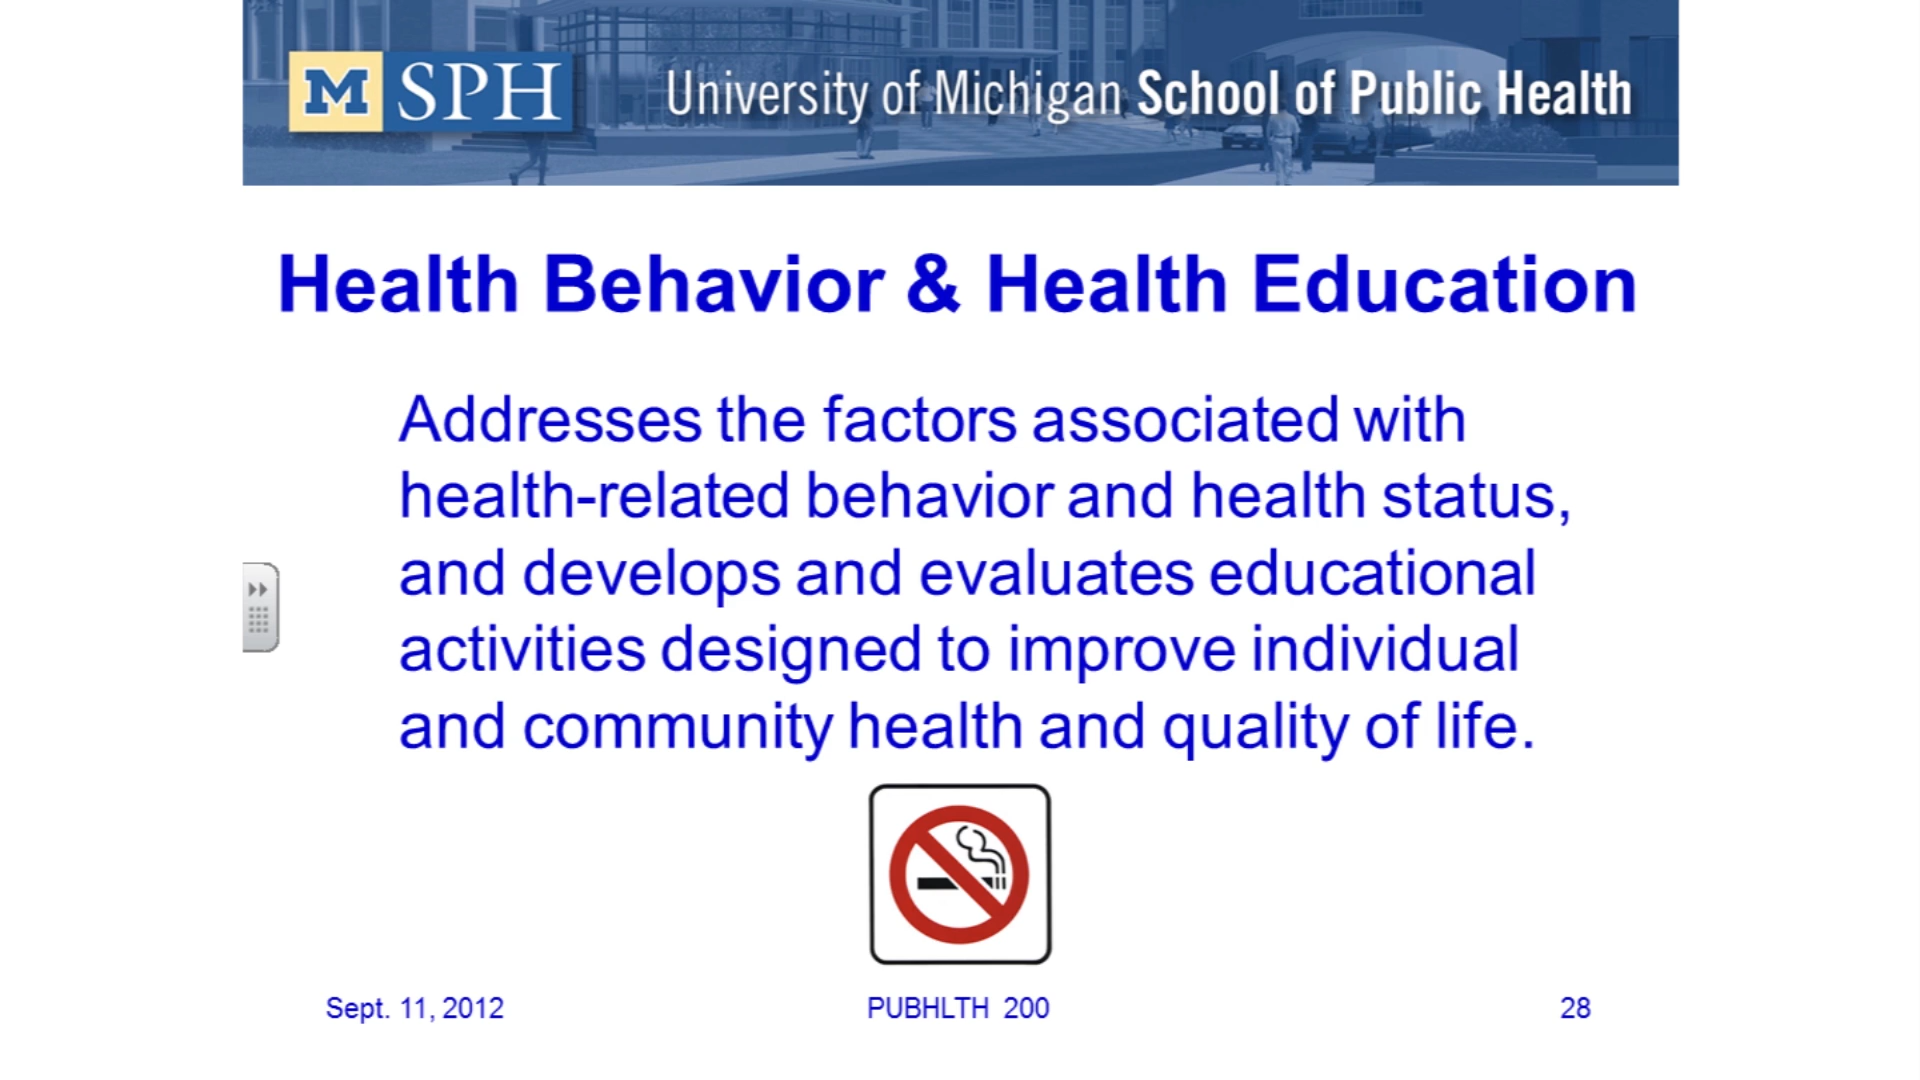 M SPH University of Michigan School of Public Health
Health Behavior & Health Education
Addresses the factors associated with
health-related behavior and health status,
and develops and evaluates educational
activities designed to improve individual
and community health and quality of life.
Sept. 11, 2012 PUBHLTH 200 28